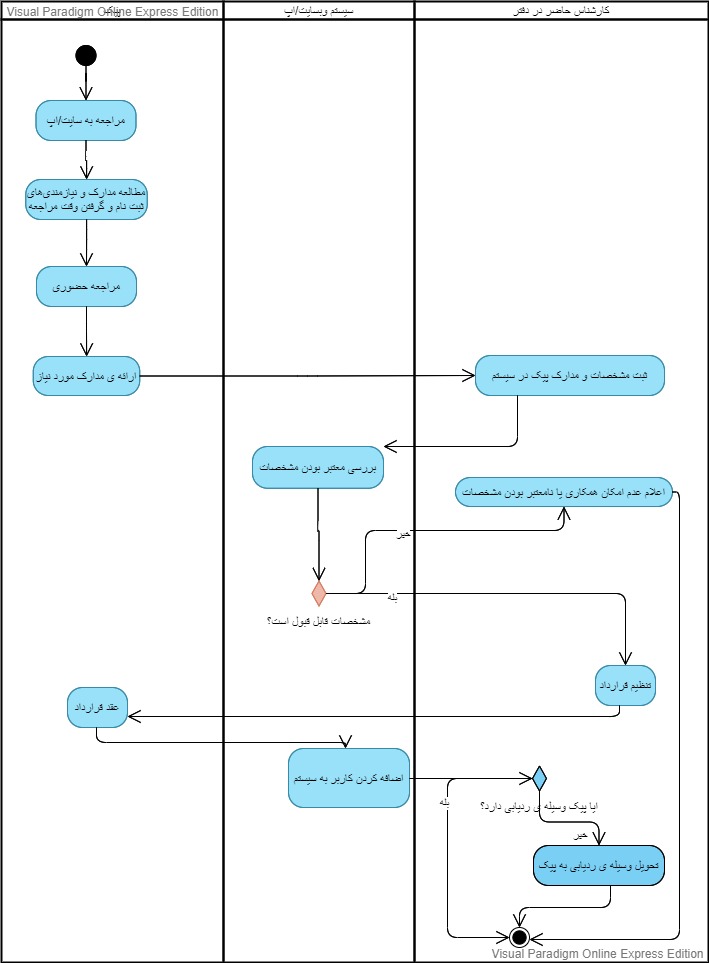 Visual Paradigm Online Express Edition
پیک
سیستم وبسایت/اپ
کارشناس حاضر در دفتر
مراجعه به سایت/اپ
مطالعه مدارک و نیازمندی‌های
ثبت نام و گرفتن وقت مراجعه
مراجعه حضوری
ارائه ی مدارک مورد نیاز
ثبت مشخصات و مدارک پیک در سیستم
بررسی معتبر بودن مشخصات
اعلام عدم امکان همکاری یا نامعتبر بودن مشخصات
خیر
بله
مشخصات قابل قبول است؟
تنظیم قرارداد
عقد قرارداد
اضافه کردن کاربر به سیستم
بله
ایا پیک وسیله ی ردیابی دارد؟
خیر
تحویل وسیله ی ردیابی به پیک
Visual Paradigm Online Express Edition